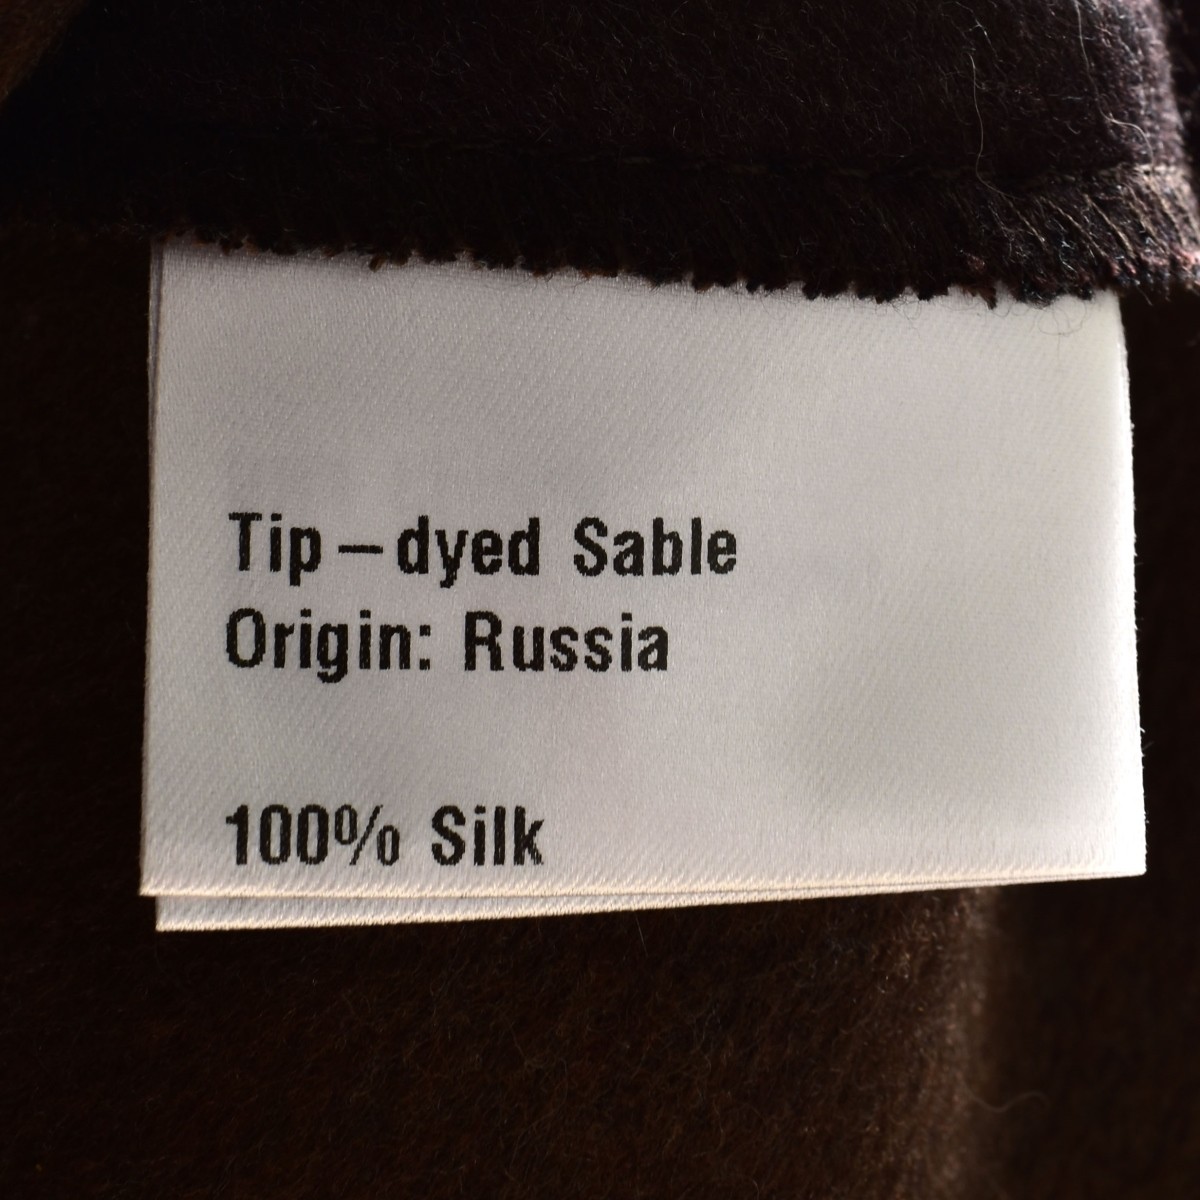 Tip – dyed Sable
Origin: Russia
100% Silk